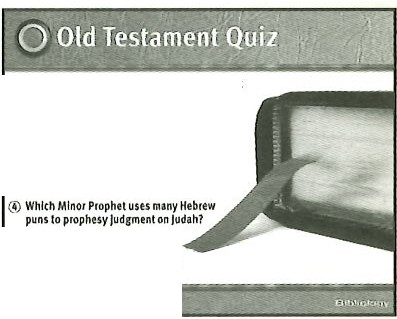 Old Testament Quiz
④ Which Minor Prophet uses many Hebrew
puns to prophesy Judgment on Judah?
Bibliology